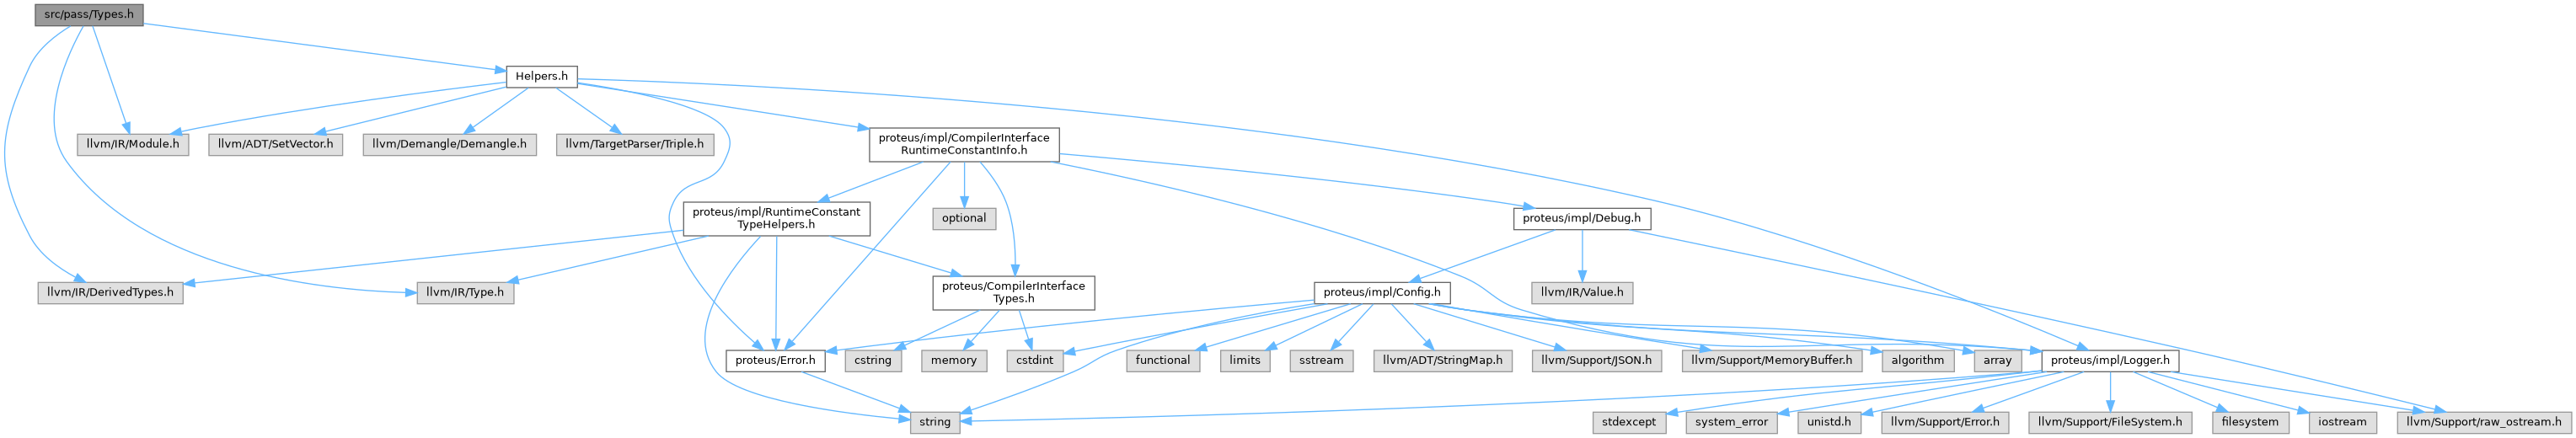 src/pass/Types.h
Helpers.h
llvm/IR/Module.h
llvm/ADT/SetVector.h
llvm/Demangle/Demangle.h
llvm/TargetParser/Triple.h
proteus/impl/CompilerInterface
RuntimeConstantInfo.h
proteus/impl/RuntimeConstant
TypeHelpers.h
optional
proteus/impl/Debug.h
llvm/IR/DerivedTypes.h
llvm/IR/Type.h
proteus/CompilerInterface
Types.h
proteus/impl/Config.h
llvm/IR/Value.h
proteus/Error.h
cstring
memory
cstdint
functional
limits
sstream
llvm/ADT/StringMap.h
llvm/Support/JSON.h
llvm/Support/MemoryBuffer.h
algorithm
array
proteus/impl/Logger.h
string
stdexcept
system_error
unistd.h
llvm/Support/Error.h
llvm/Support/FileSystem.h
filesystem
iostream
llvm/Support/raw_ostream.h